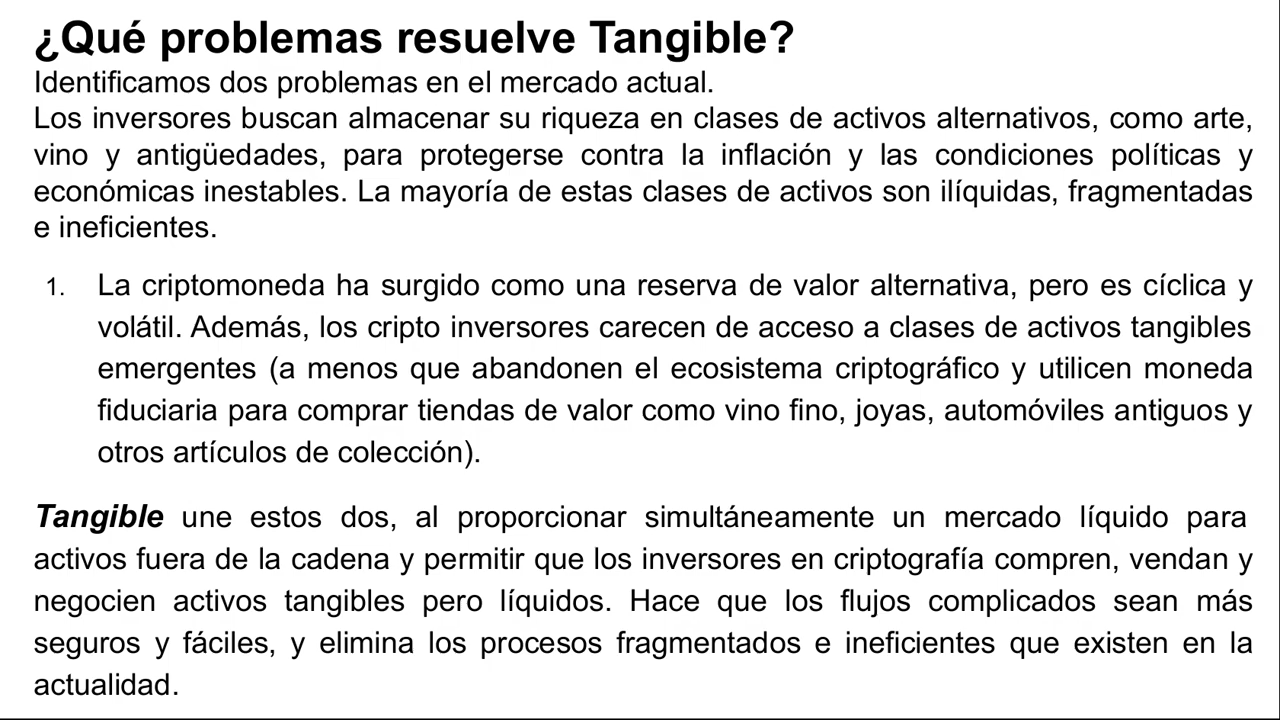 ¿Qué problemas resuelve Tangible?
Identificamos dos problemas en el mercado actual.
Los inversores buscan almacenar su riqueza en clases de activos alternativos, como arte,
vino y antigüedades, para protegerse contra la inflación y las condiciones políticas y
económicas inestables. La mayoría de estas clases de activos son ilíquidas, fragmentadas
e ineficientes.
1. La criptomoneda ha surgido como una reserva de valor alternativa, pero es cíclica y
volátil. Además, los cripto inversores carecen de acceso a clases de activos tangibles
emergentes (a menos que abandonen el ecosistema criptográfico y utilicen moneda
fiduciaria para comprar tiendas de valor como vino fino, joyas, automóviles antiguos y
otros artículos de colección).
Tangible une estos dos, al proporcionar simultáneamente un mercado líquido para
activos fuera de la cadena y permitir que los inversores en criptografía compren, vendan y
negocien activos tangibles pero líquidos. Hace que los flujos complicados sean más
seguros y fáciles, y elimina los procesos fragmentados e ineficientes que existen en la
actualidad.